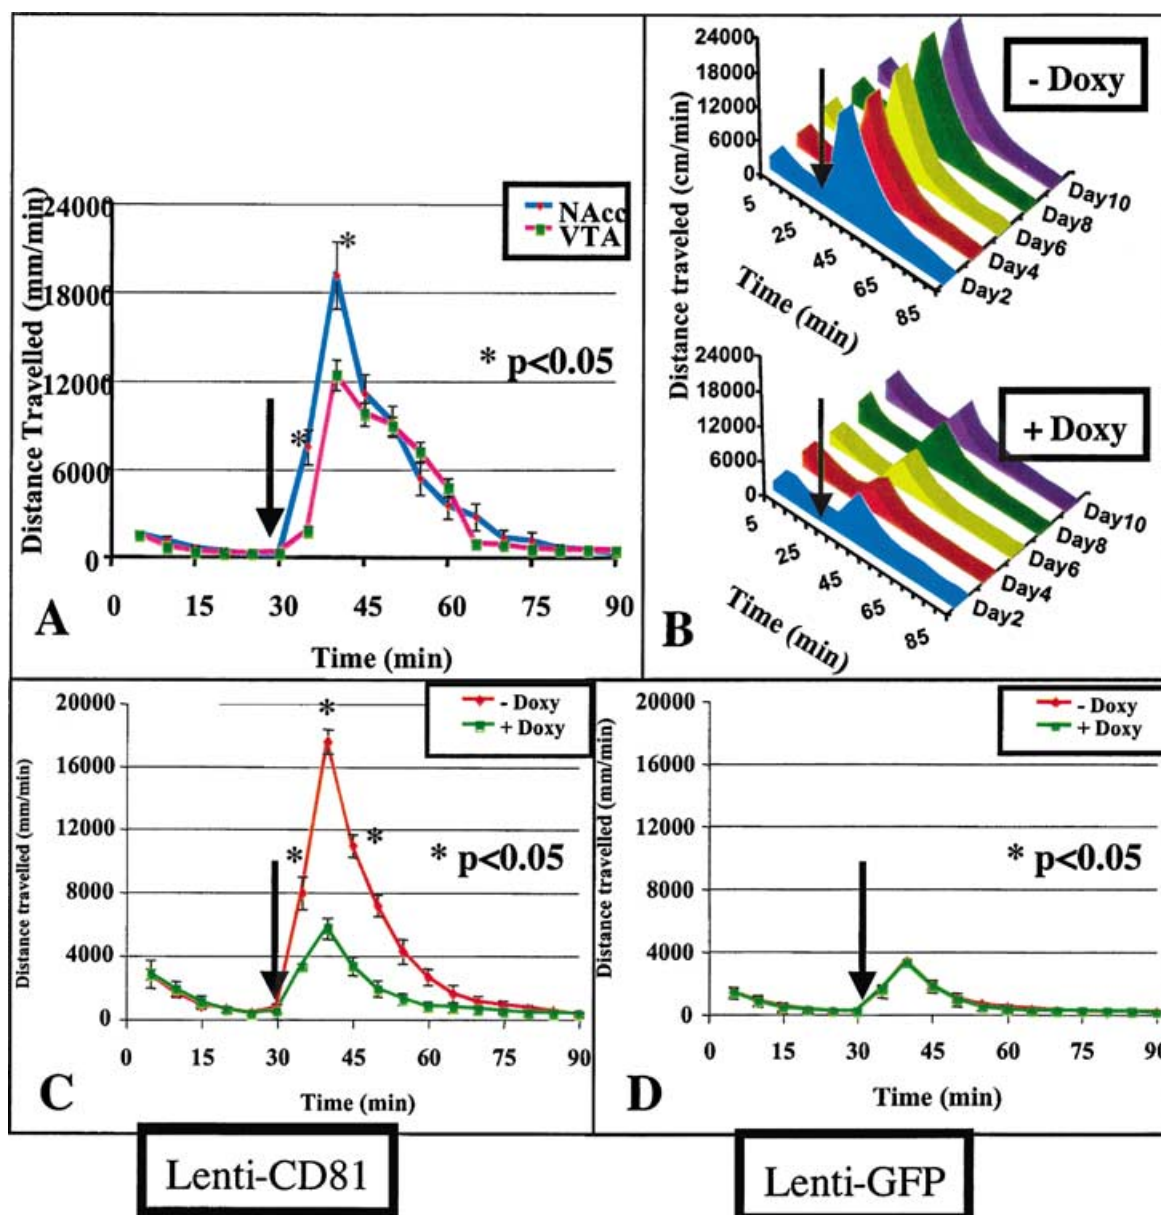 24000
18000
12000
6000
0
Distance Travelled (mm/min)
NAcc
VTA
*
*
* p<0.05
0 15 30 45 60 75 90
Time (min)
A
24000
18000
12000
6000
0
- Doxy
Distance traveled (cm/min)
5
25
45
65
85
Time (min)
Day2
Day4
Day6
Day8
Day10
24000
18000
12000
6000
0
+ Doxy
5
25
45
65
85
Time (min)
Day2
Day4
Day6
Day8
Day10
B
20000
16000
12000
8000
4000
0
Distance travelled (mm/min)
- Doxy
+ Doxy
*
*
*
* p<0.05
0 15 30 45 60 75 90
Time (min)
C
20000
16000
12000
8000
4000
0
Distance travelled (mm/min)
- Doxy
+ Doxy
* p<0.05
0 15 30 45 60 75 90
Time (min)
D
Lenti-CD81
Lenti-GFP